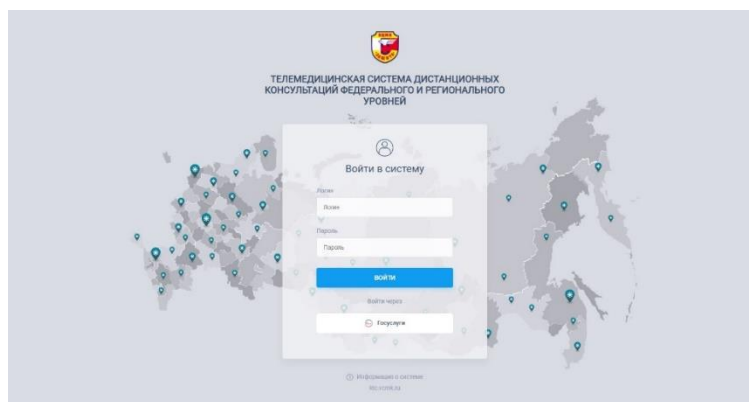 ТЕЛЕМЕДИЦИНСКАЯ СИСТЕМА ДИСТАНЦИОННЫХ
КОНСУЛЬТАЦИЙ ФЕДЕРАЛЬНОГО И РЕГИОНАЛЬНОГО
УРОВНЕЙ
Войти в систему
Логин
Логин
Пароль
Пароль
ВОЙТИ
Войти через
Госуслуги
Информация о системе